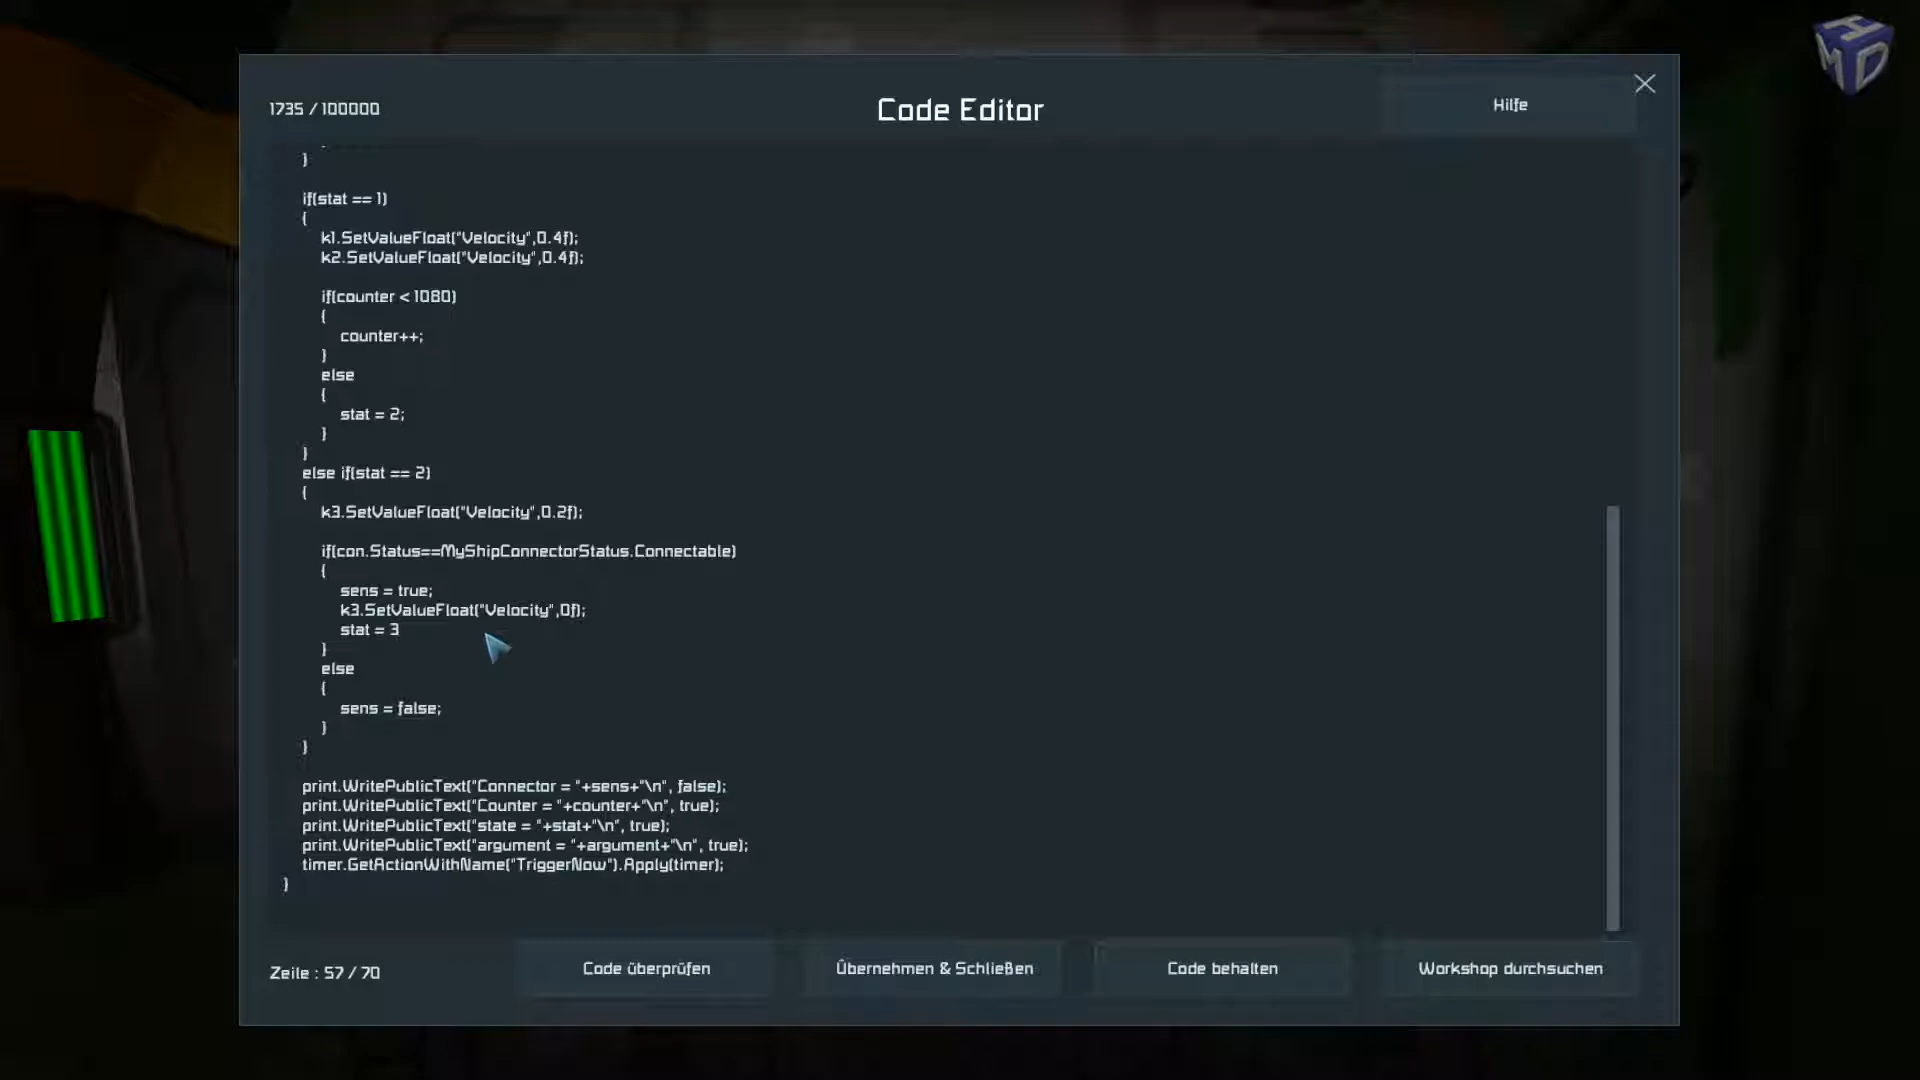 1735 / 100000
Code Editor
Hilfe
}
if(stat == 1)
{
k1.SetValueFloat("Velocity",0.4f);
k2.SetValueFloat("Velocity",0.4f);
if(counter < 1080)
{
counter++;
}
else
{
stat = 2;
}
}
else if(stat == 2)
{
k3.SetValueFloat("Velocity",0.2f);
if(con.Status==MyShipConnectorStatus.Connectable)
{
sens = true;
k3.SetValueFloat("Velocity",0f);
stat = 3
}
else
{
sens = false;
}
}
print.WritePublicText("Connector = "+sens+"\n", false);
print.WritePublicText("Counter = "+counter+"\n", true);
print.WritePublicText("state = "+stat+"\n", true);
print.WritePublicText("argument = "+argument+"\n", true);
timer.GetActionWithName("TriggerNow").Apply(timer);
}
Zeile : 57 / 70
Code überprüfen
Übernehmen & Schließen
Code behalten
Workshop durchsuchen
MHD